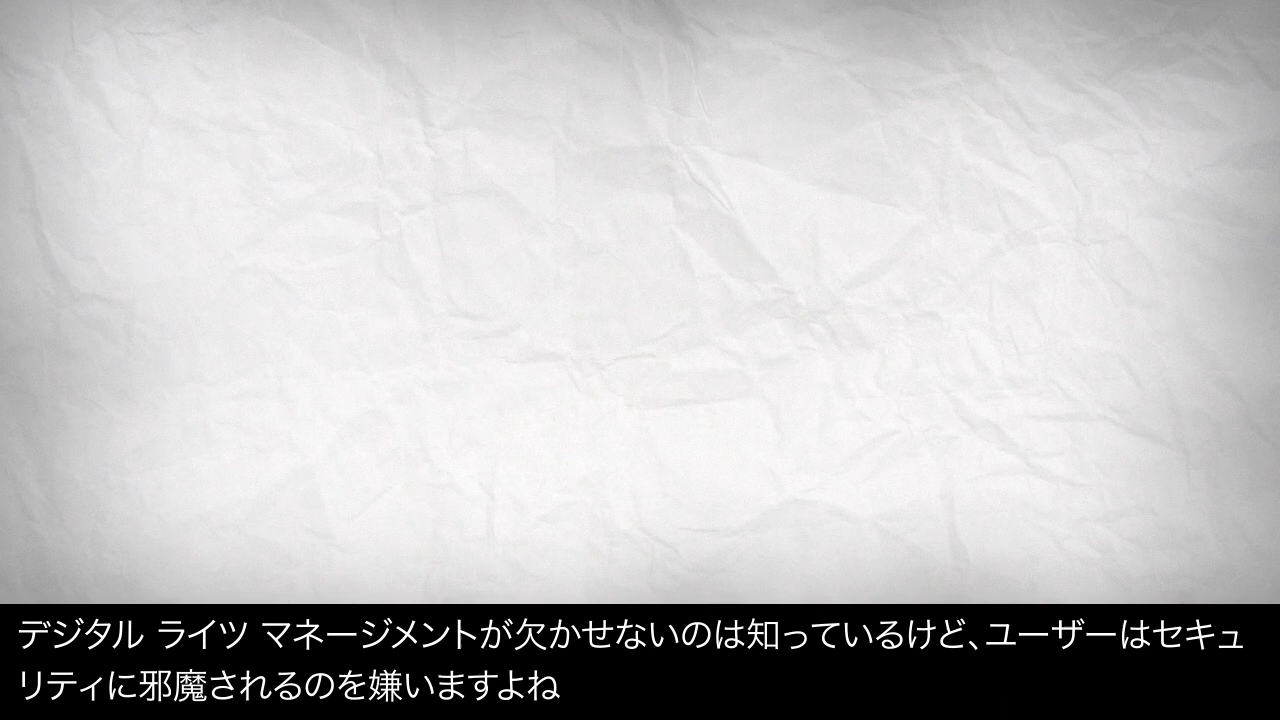 デジタル ライツ マネージメントが欠かせないのは知っているけど、ユーザーはセキュ
リティに邪魔されるのを嫌いますよね